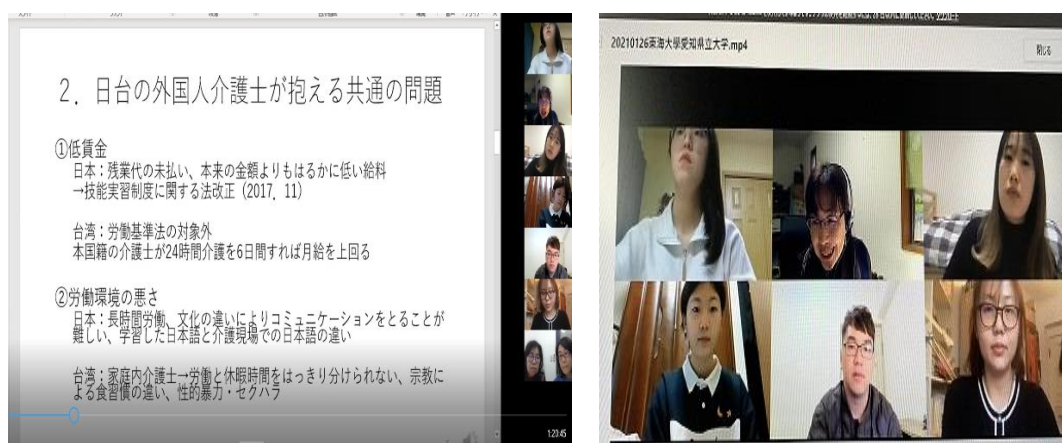 2．日台の外国人介護士が抱える共通の問題
①低賃金
日本：残業代の未払い、本来の金額よりもはるかに低い給料
→技能実習制度に関する法改正（2017．11）
台湾：労働基準法の対象外
本国籍の介護士が24時間介護を6日間すれば月給を上回る
②労働環境の悪さ
日本：長時間労働、文化の違いによりコミュニケーションをとることが
難しい、学習した日本語と介護現場での日本語の違い
台湾：家庭内介護士→労働と休暇時間をはっきり分けられない、宗教に
よる食習慣の違い、性的暴力・セクハラ
1:20:45
20210126東海大學愛知県立大学.mp4
閉じる